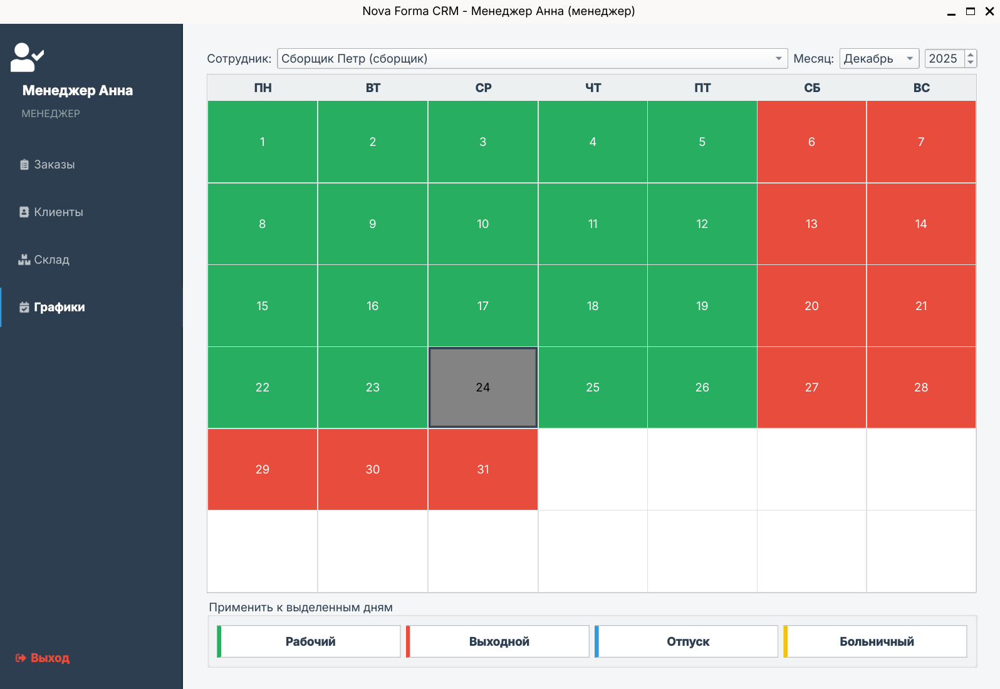 Nova Forma CRM - Менеджер Анна (менеджер)
Менеджер Анна
МЕНЕДЖЕР
Заказы
Клиенты
Склад
Графики
Выход
Сотрудник: Сборщик Петр (сборщик) Месяц: Декабрь 2025
ПН ВТ СР ЧТ ПТ СБ ВС
1 2 3 4 5 6 7
8 9 10 11 12 13 14
15 16 17 18 19 20 21
22 23 24 25 26 27 28
29 30 31
Применить к выделенным дням
Рабочий Выходной Отпуск Больничный